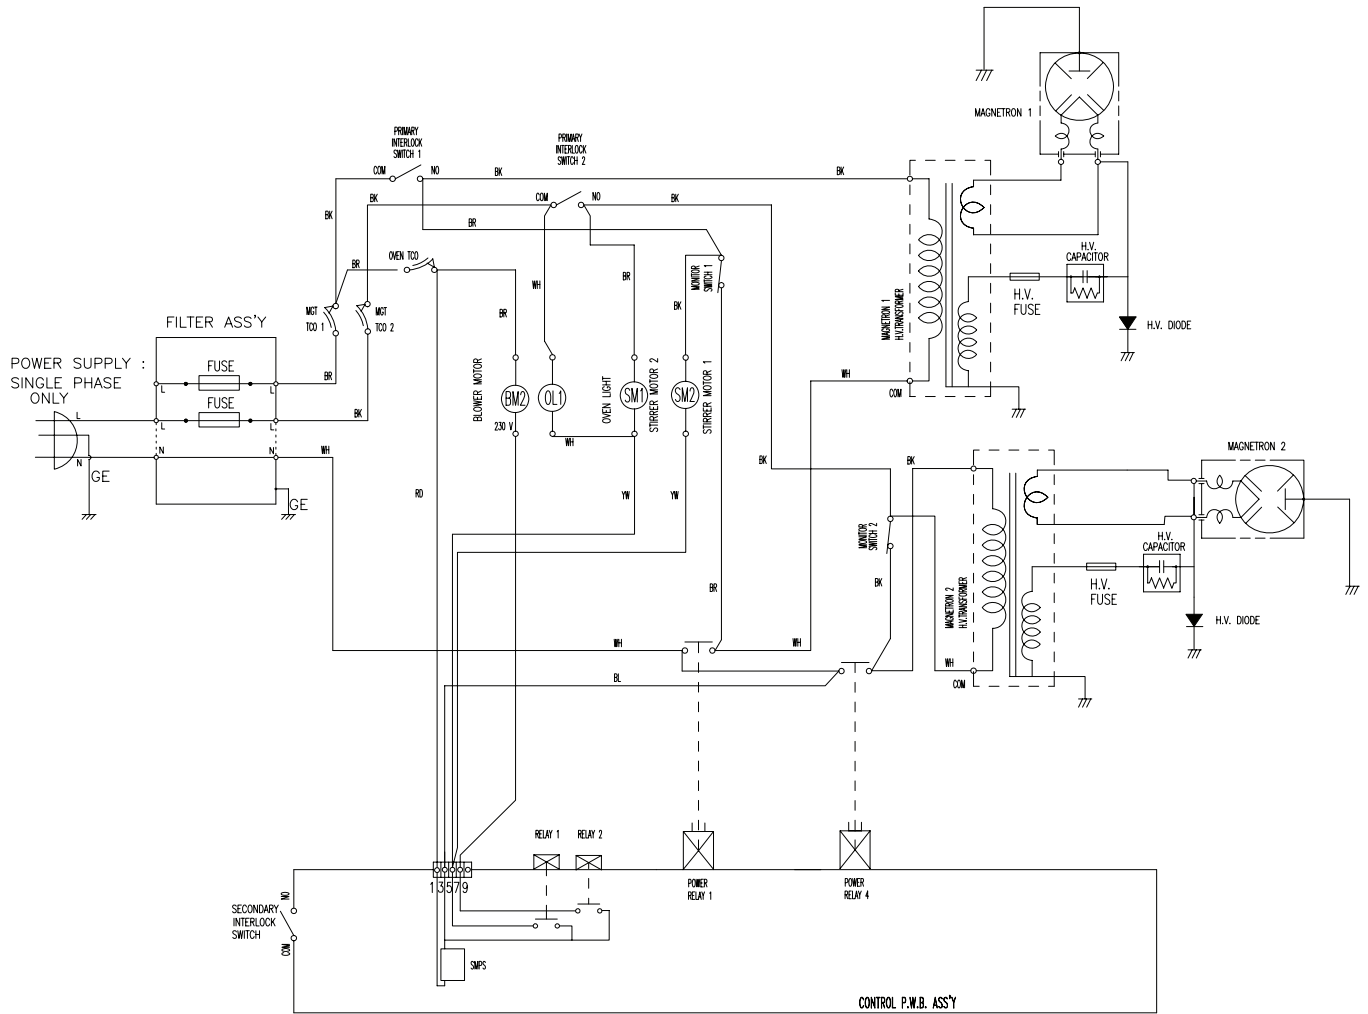 MAGNETRON 1
PRIMARY
INTERLOCK
SWITCH 1
PRIMARY
INTERLOCK
SWITCH 2
COM
NO
BK
BK
BK
COM
NO
BK
BK
BR
OVEN TCO
BR
WH
BR
MONITOR
SWITCH 1
BK
BR
H.V.
CAPACITOR
H.V.
FUSE
H.V. DIODE
MAGNETRON 1
H.V.TRANSFORMER
WH
COM
MGT
TCO 1
MGT
TCO 2
FILTER ASS'Y
POWER SUPPLY :
SINGLE PHASE
ONLY
FUSE
FUSE
L
L
L
L
L
N
N
N
BR
BK
WH
GE
GE
BLOWER MOTOR
BM2
230 V
OL1
OVEN LIGHT
SM1
STIRRER MOTOR 2
SM2
STIRRER MOTOR 1
WH
RD
YW
YW
BK
BK
MAGNETRON 2
MONITOR
SWITCH 2
BK
BR
H.V.
CAPACITOR
H.V.
FUSE
H.V. DIODE
MAGNETRON 2
H.V.TRANSFORMER
WH
WH
WH
COM
BL
RELAY 1
RELAY 2
1 3 5 7 9
POWER
RELAY 1
POWER
RELAY 4
NO
SECONDARY
INTERLOCK
SWITCH
COM
SMPS
CONTROL P.W.B. ASS'Y